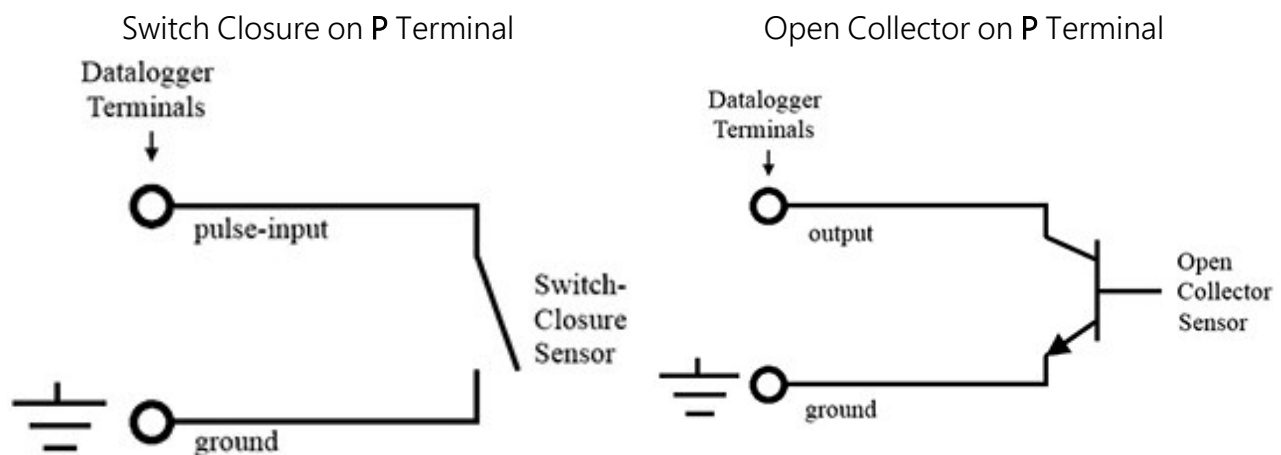 Switch Closure on P Terminal
Datalogger
Terminals
pulse-input
Switch-
Closure
Sensor
ground
Open Collector on P Terminal
Datalogger
Terminals
output
Open
Collector
Sensor
ground